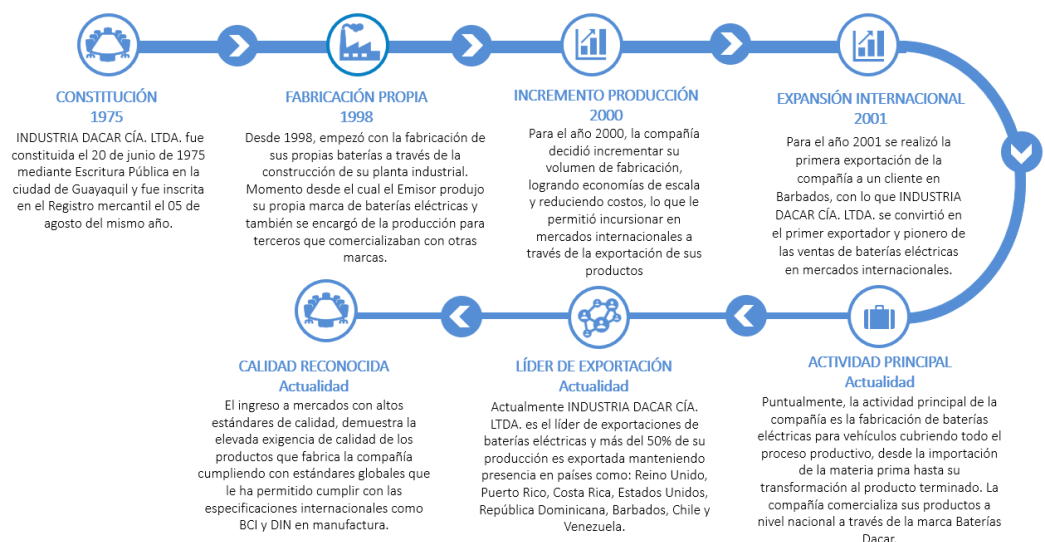 CONSTITUCIÓN
1975
INDUSTRIA DACAR CÍA. LTDA. fue
constituida el 20 de junio de 1975
mediante Escritura Pública en la
ciudad de Guayaquil y fue inscrita
en el Registro mercantil el 05 de
agosto del mismo año.
FABRICACIÓN PROPIA
1998
Desde 1998, empezó con la fabricación de
sus propias baterías a través de la
construcción de su planta industrial.
Momento desde el cual el Emisor produjo
su propia marca de baterías eléctricas y
también se encargó de la producción para
terceros que comercializaban con otras
marcas.
INCREMENTO PRODUCCIÓN
2000
Para el año 2000, la compañía
decidió incrementar su
volumen de fabricación,
logrando economías de escala
y reduciendo costos, lo que le
permitió incursionar en
mercados internacionales a
través de la exportación de sus
productos
EXPANSIÓN INTERNACIONAL
2001
Para el año 2001 se realizó la
primera exportación de la
compañía a un cliente en
Barbados, con lo que INDUSTRIA
DACAR CÍA. LTDA. se convirtió en
el primer exportador y pionero de
las ventas de baterías eléctricas
en mercados internacionales.
ACTIVIDAD PRINCIPAL
Actualidad
Puntualmente, la actividad principal de la
compañía es la fabricación de baterías
eléctricas para vehículos cubriendo todo el
proceso productivo, desde la importación
de la materia prima hasta su
transformación al producto terminado. La
compañía comercializa sus productos a
nivel nacional a través de la marca Baterías
Dacar.
LÍDER DE EXPORTACIÓN
Actualidad
Actualmente INDUSTRIA DACAR CÍA.
LTDA. es el líder de exportaciones de
baterías eléctricas y más del 50% de su
producción es exportada manteniendo
presencia en países como: Reino Unido,
Puerto Rico, Costa Rica, Estados Unidos,
República Dominicana, Barbados, Chile y
Venezuela.
CALIDAD RECONOCIDA
Actualidad
El ingreso a mercados con altos
estándares de calidad, demuestra la
elevada exigencia de calidad de los
productos que fabrica la compañía
cumpliendo con estándares globales que
le ha permitido cumplir con las
especificaciones internacionales como
BCI y DIN en manufactura.